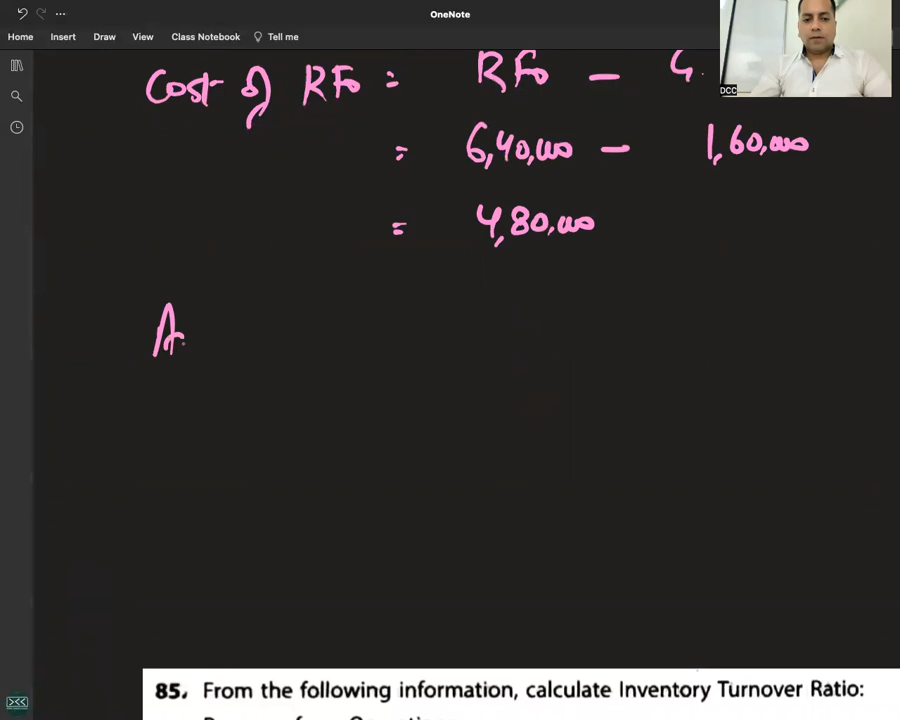 OneNote
Home Insert Draw View Class Notebook Tell me
DCC
Cost of RFo = RFo - G.
= 6,40,000 - 1,60,000
= 4,80,000
A
85. From the following information, calculate Inventory Turnover Ratio: